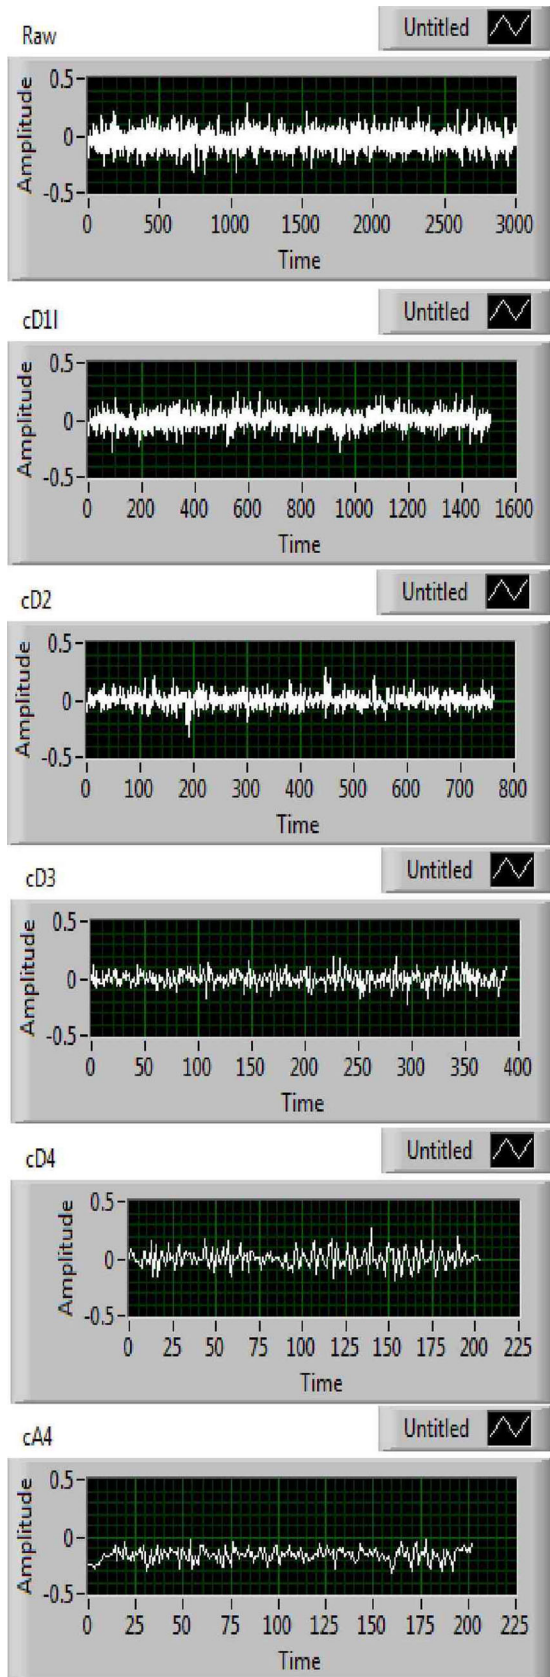 Raw
Untitled
Amplitude
0.5
0
-0.5
0 500 1000 1500 2000 2500 3000
Time
cD1l
Untitled
Amplitude
0.5
0
-0.5
0 200 400 600 800 1000 1200 1400 1600
Time
cD2
Untitled
Amplitude
0.5
0
-0.5
0 100 200 300 400 500 600 700 800
Time
cD3
Untitled
Amplitude
0.5
0
-0.5
0 50 100 150 200 250 300 350 400
Time
cD4
Untitled
Amplitude
0.5
0
-0.5
0 25 50 75 100 125 150 175 200 225
Time
cA4
Untitled
Amplitude
0.5
0
-0.5
0 25 50 75 100 125 150 175 200 225
Time